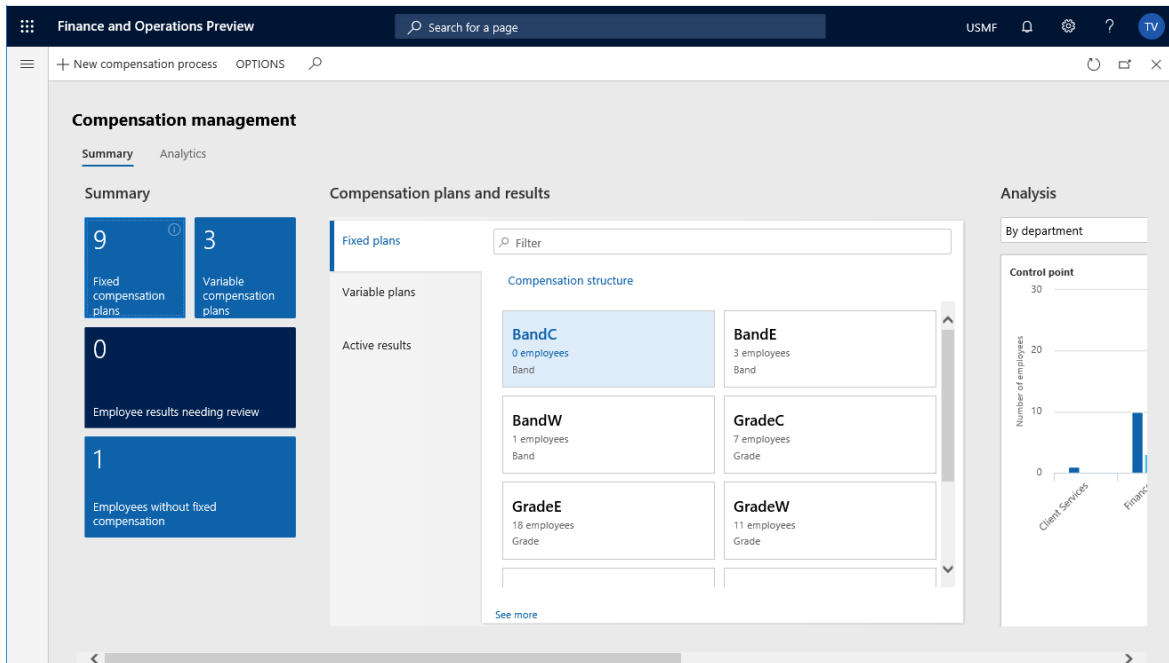 Finance and Operations Preview
Search for a page
USMF
?
TV
New compensation process
OPTIONS
Compensation management
Summary
Analytics
Summary
9
Fixed
compensation
plans
3
Variable
compensation
plans
0
Employee results needing review
1
Employees without fixed
compensation
Compensation plans and results
Fixed plans
Variable plans
Active results
Filter
Compensation structure
BandC
0 employees
Band
BandE
3 employees
Band
BandW
1 employees
Band
GradeC
7 employees
Grade
GradeE
18 employees
Grade
GradeW
11 employees
Grade
See more
Analysis
By department
Control point
30
20
10
0
Number of employees
Client Services
Financ